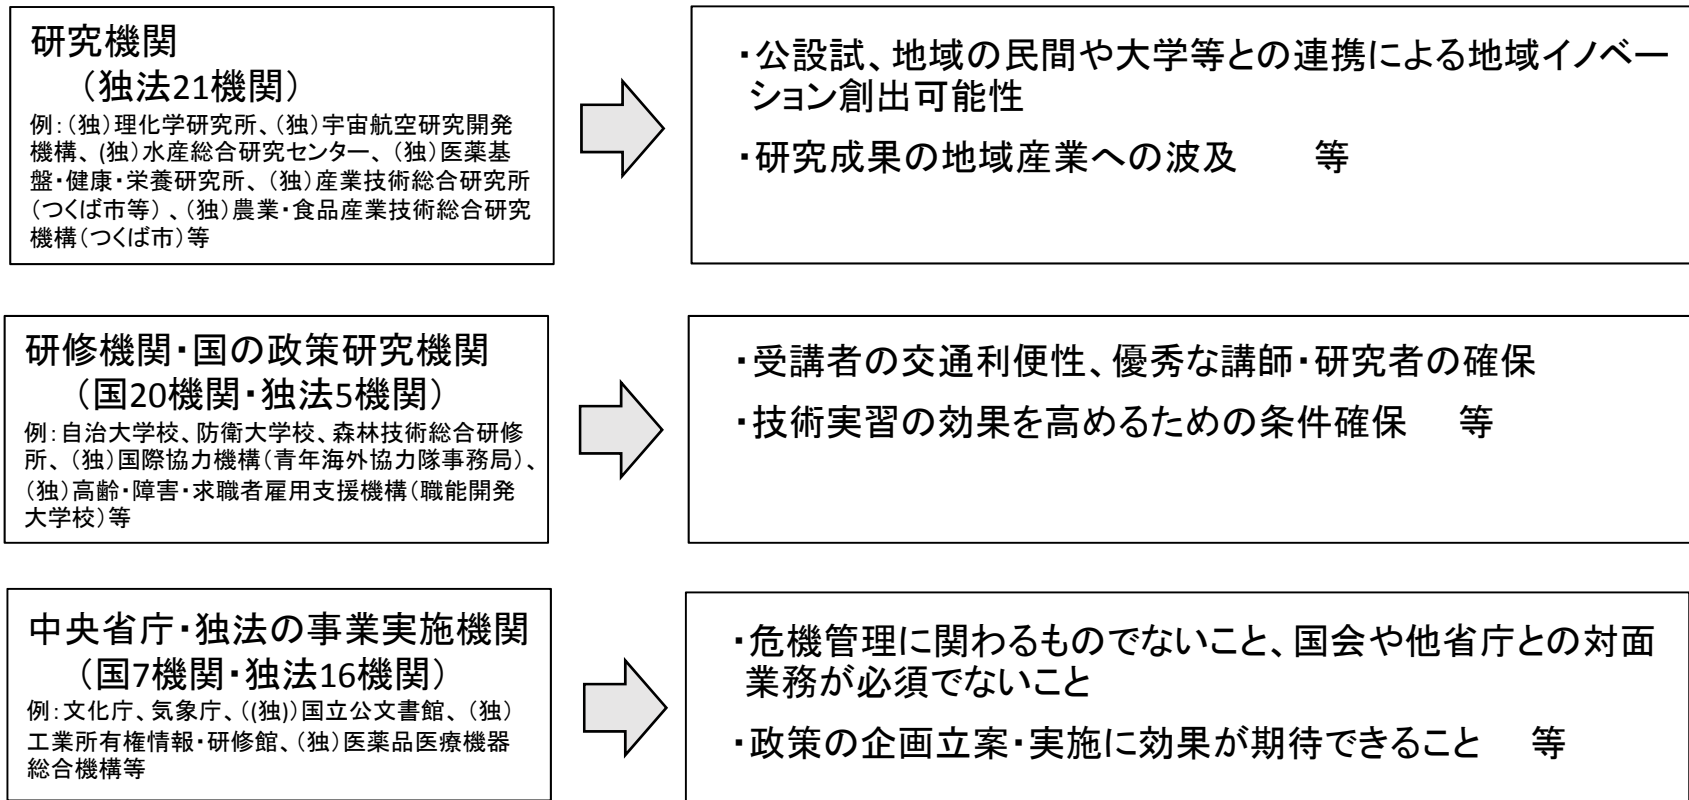 研究機関
（独法21機関）
例：（独）理化学研究所、（独）宇宙航空研究開発
機構、(独）水産総合研究センター、（独）医薬基
盤・健康・栄養研究所、（独）産業技術総合研究所
（つくば市等）、（独）農業・食品産業技術総合研究
機構（つくば市）等
・公設試、地域の民間や大学等との連携による地域イノベー
ション創出可能性
・研究成果の地域産業への波及　　等
研修機関・国の政策研究機関
（国20機関・独法5機関）
例：自治大学校、防衛大学校、森林技術総合研修
所、（独）国際協力機構（青年海外協力隊事務局）、
（独）高齢・障害・求職者雇用支援機構（職能開発
大学校）等
・受講者の交通利便性、優秀な講師・研究者の確保
・技術実習の効果を高めるための条件確保　等
中央省庁・独法の事業実施機関
（国7機関・独法16機関）
例：文化庁、気象庁、（(独)）国立公文書館、（独）
工業所有権情報・研修館、（独）医薬品医療機器
総合機構等
・危機管理に関わるものでないこと、国会や他省庁との対面
業務が必須でないこと
・政策の企画立案・実施に効果が期待できること　等